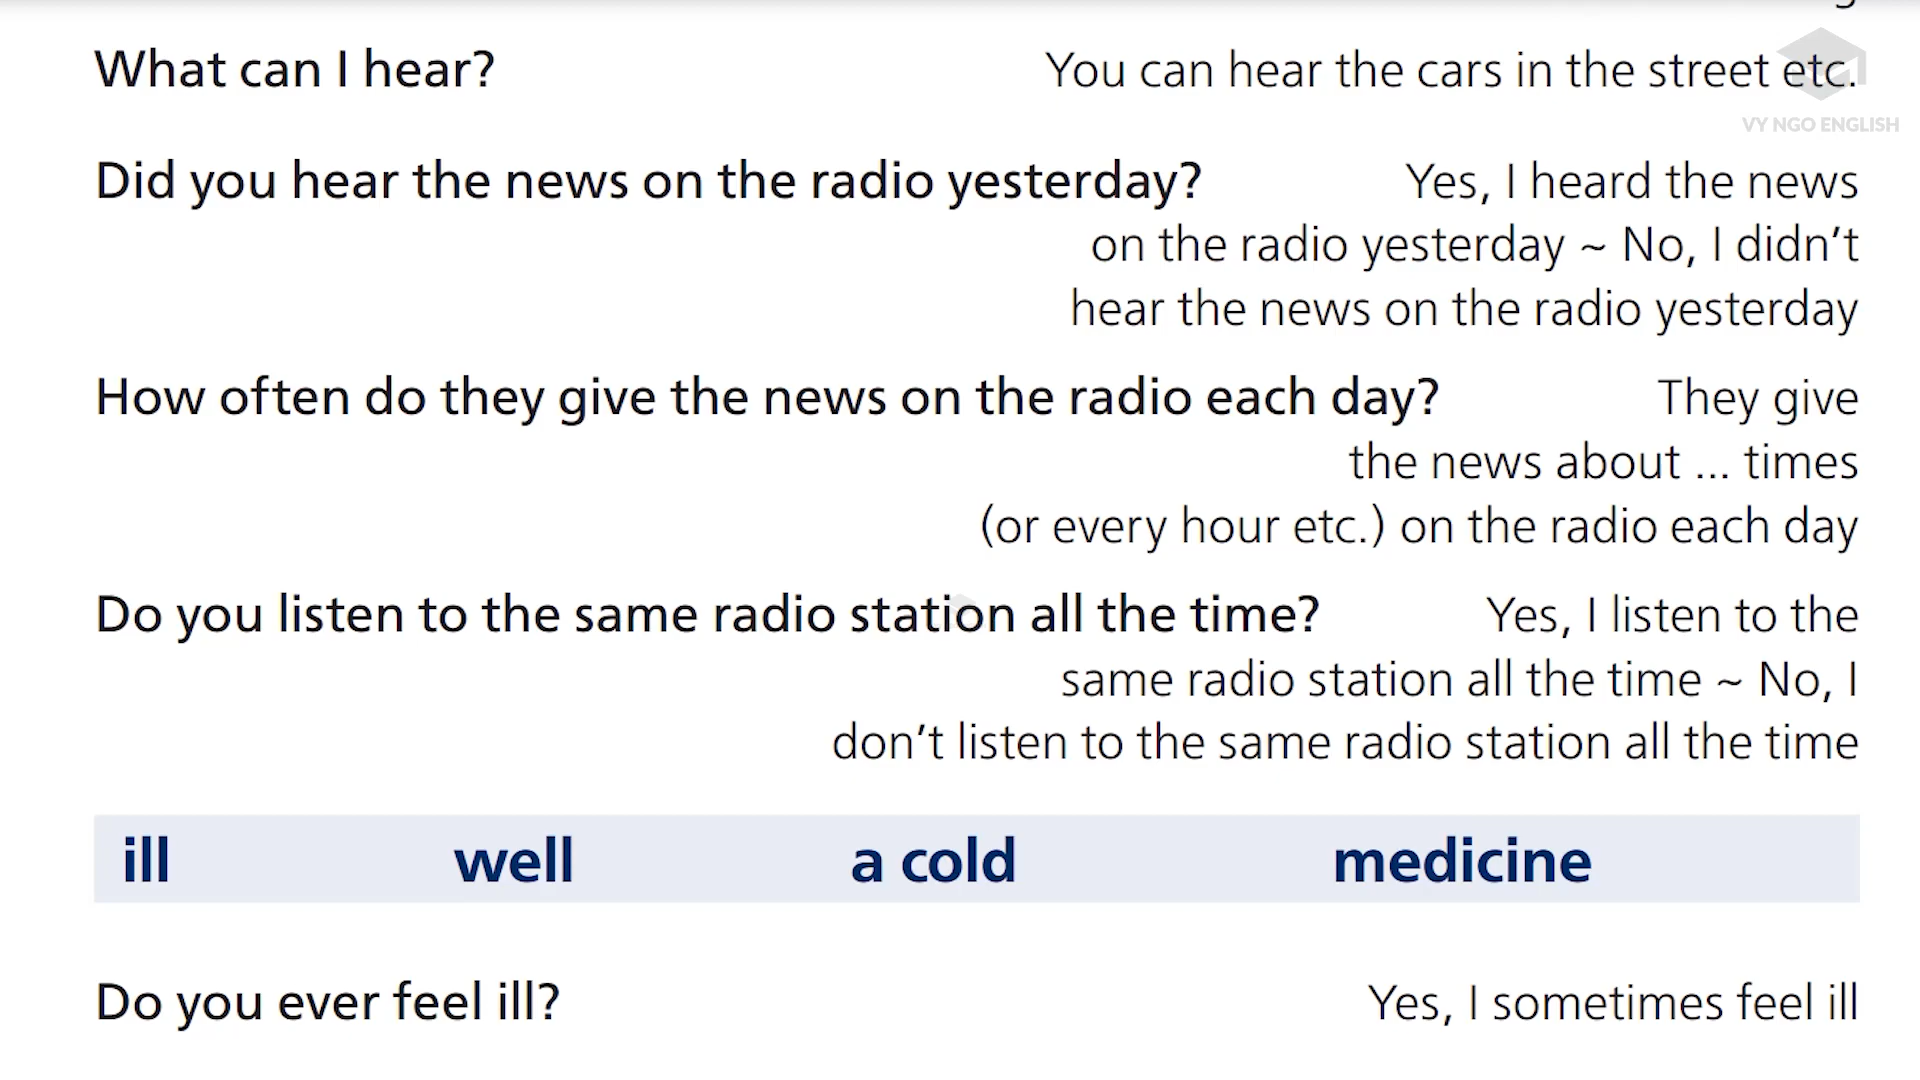 What can I hear? You can hear the cars in the street etc.
VY NGO ENGLISH
Did you hear the news on the radio yesterday? Yes, I heard the news
on the radio yesterday ~ No, I didn't
hear the news on the radio yesterday
How often do they give the news on the radio each day? They give
the news about ... times
(or every hour etc.) on the radio each day
Do you listen to the same radio station all the time? Yes, I listen to the
same radio station all the time ~ No, I
don't listen to the same radio station all the time
ill well a cold medicine
Do you ever feel ill? Yes, I sometimes feel ill